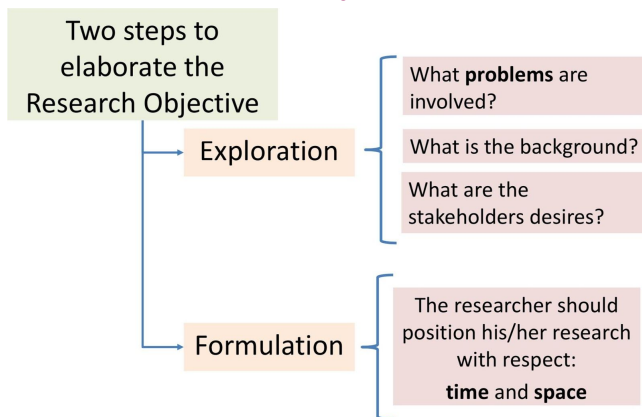 Two steps to
elaborate the
Research Objective
Exploration
What problems are
involved?
What is the background?
What are the
stakeholders desires?
Formulation
The researcher should
position his/her research
with respect:
time and space